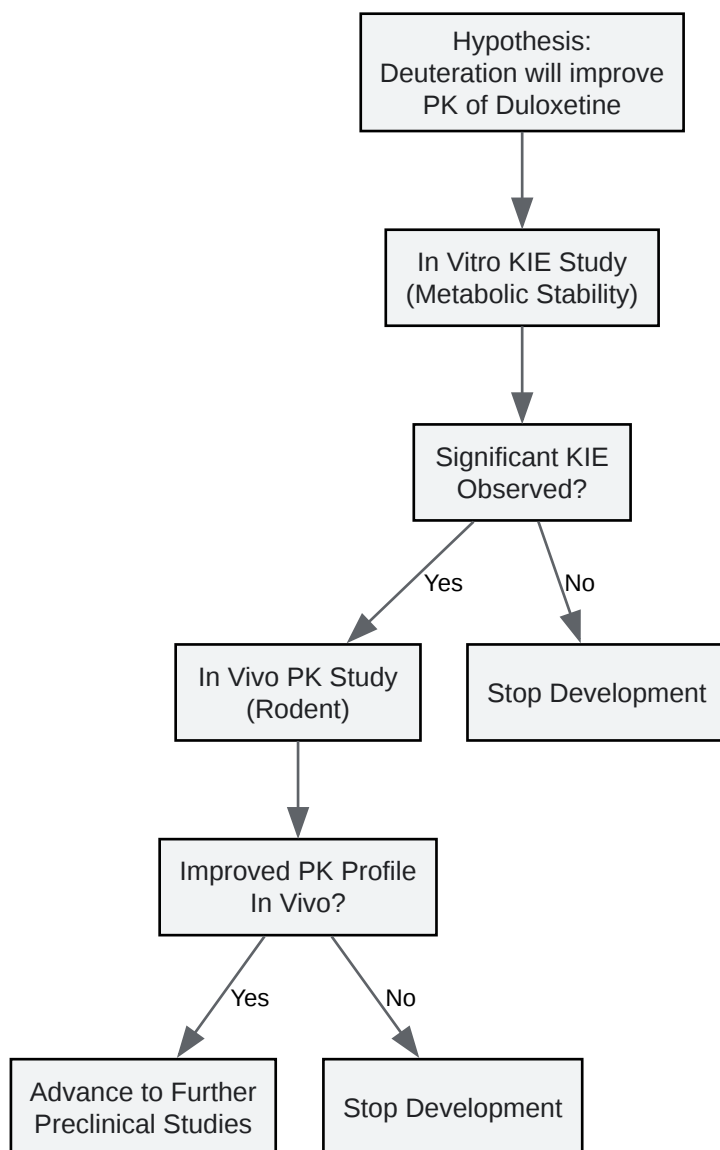 Hypothesis:
Deuteration will improve
PK of Duloxetine
In Vitro KIE Study
(Metabolic Stability)
Significant KIE
Observed?
Yes
No
In Vivo PK Study
(Rodent)
Stop Development
Improved PK Profile
In Vivo?
Yes
No
Advance to Further
Preclinical Studies
Stop Development